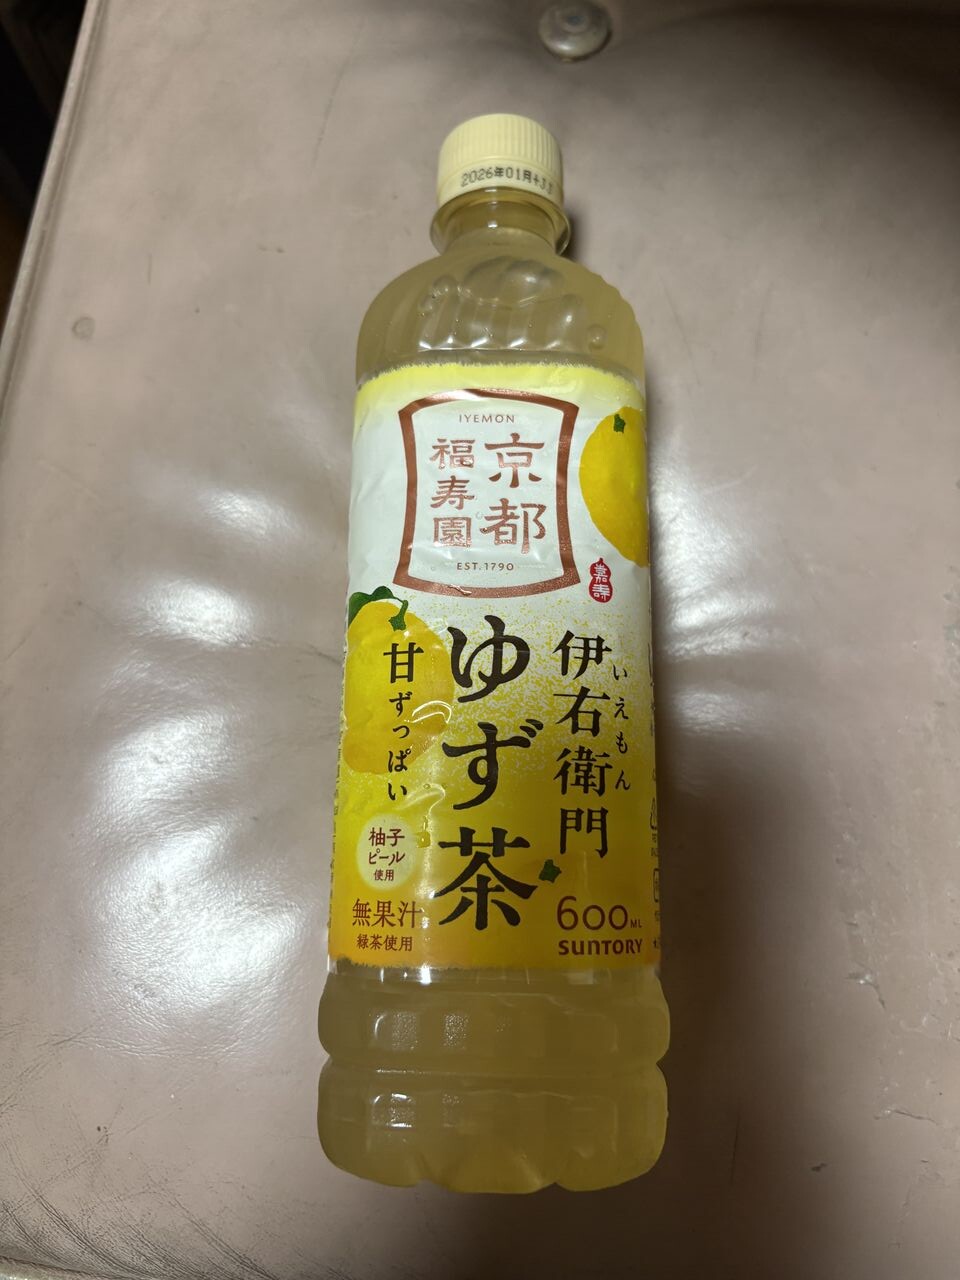 2026年01月
IYEMON
京都
福寿園
EST.1790
嘉寿
伊右衛門
いえもん
ゆず茶
甘ずっぱい
柚子
ピール
使用
無果汁
緑茶使用
600ML
SUNTORY